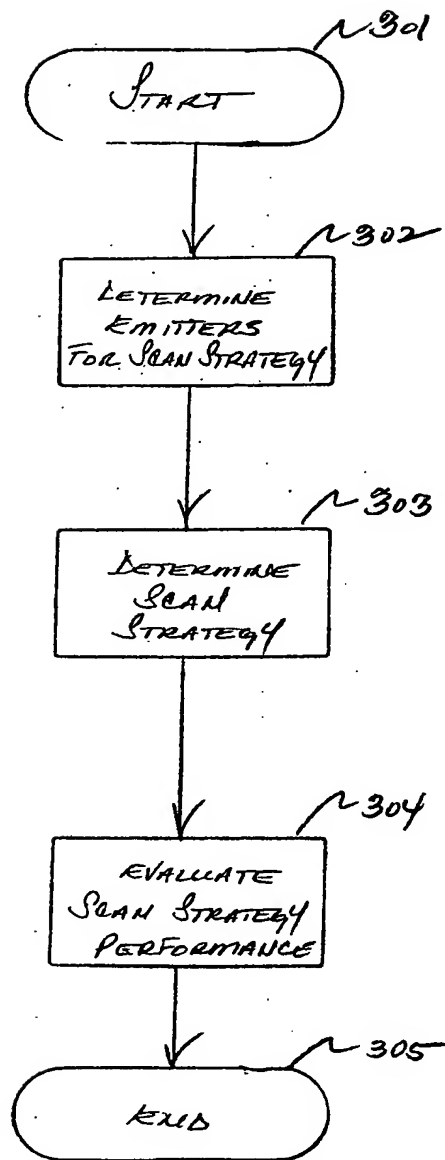 301
START
302
DETERMINE
EMITTERS
FOR SCAN STRATEGY
303
DETERMINE
SCAN
STRATEGY
304
EVALUATE
SCAN STRATEGY
PERFORMANCE
305
END